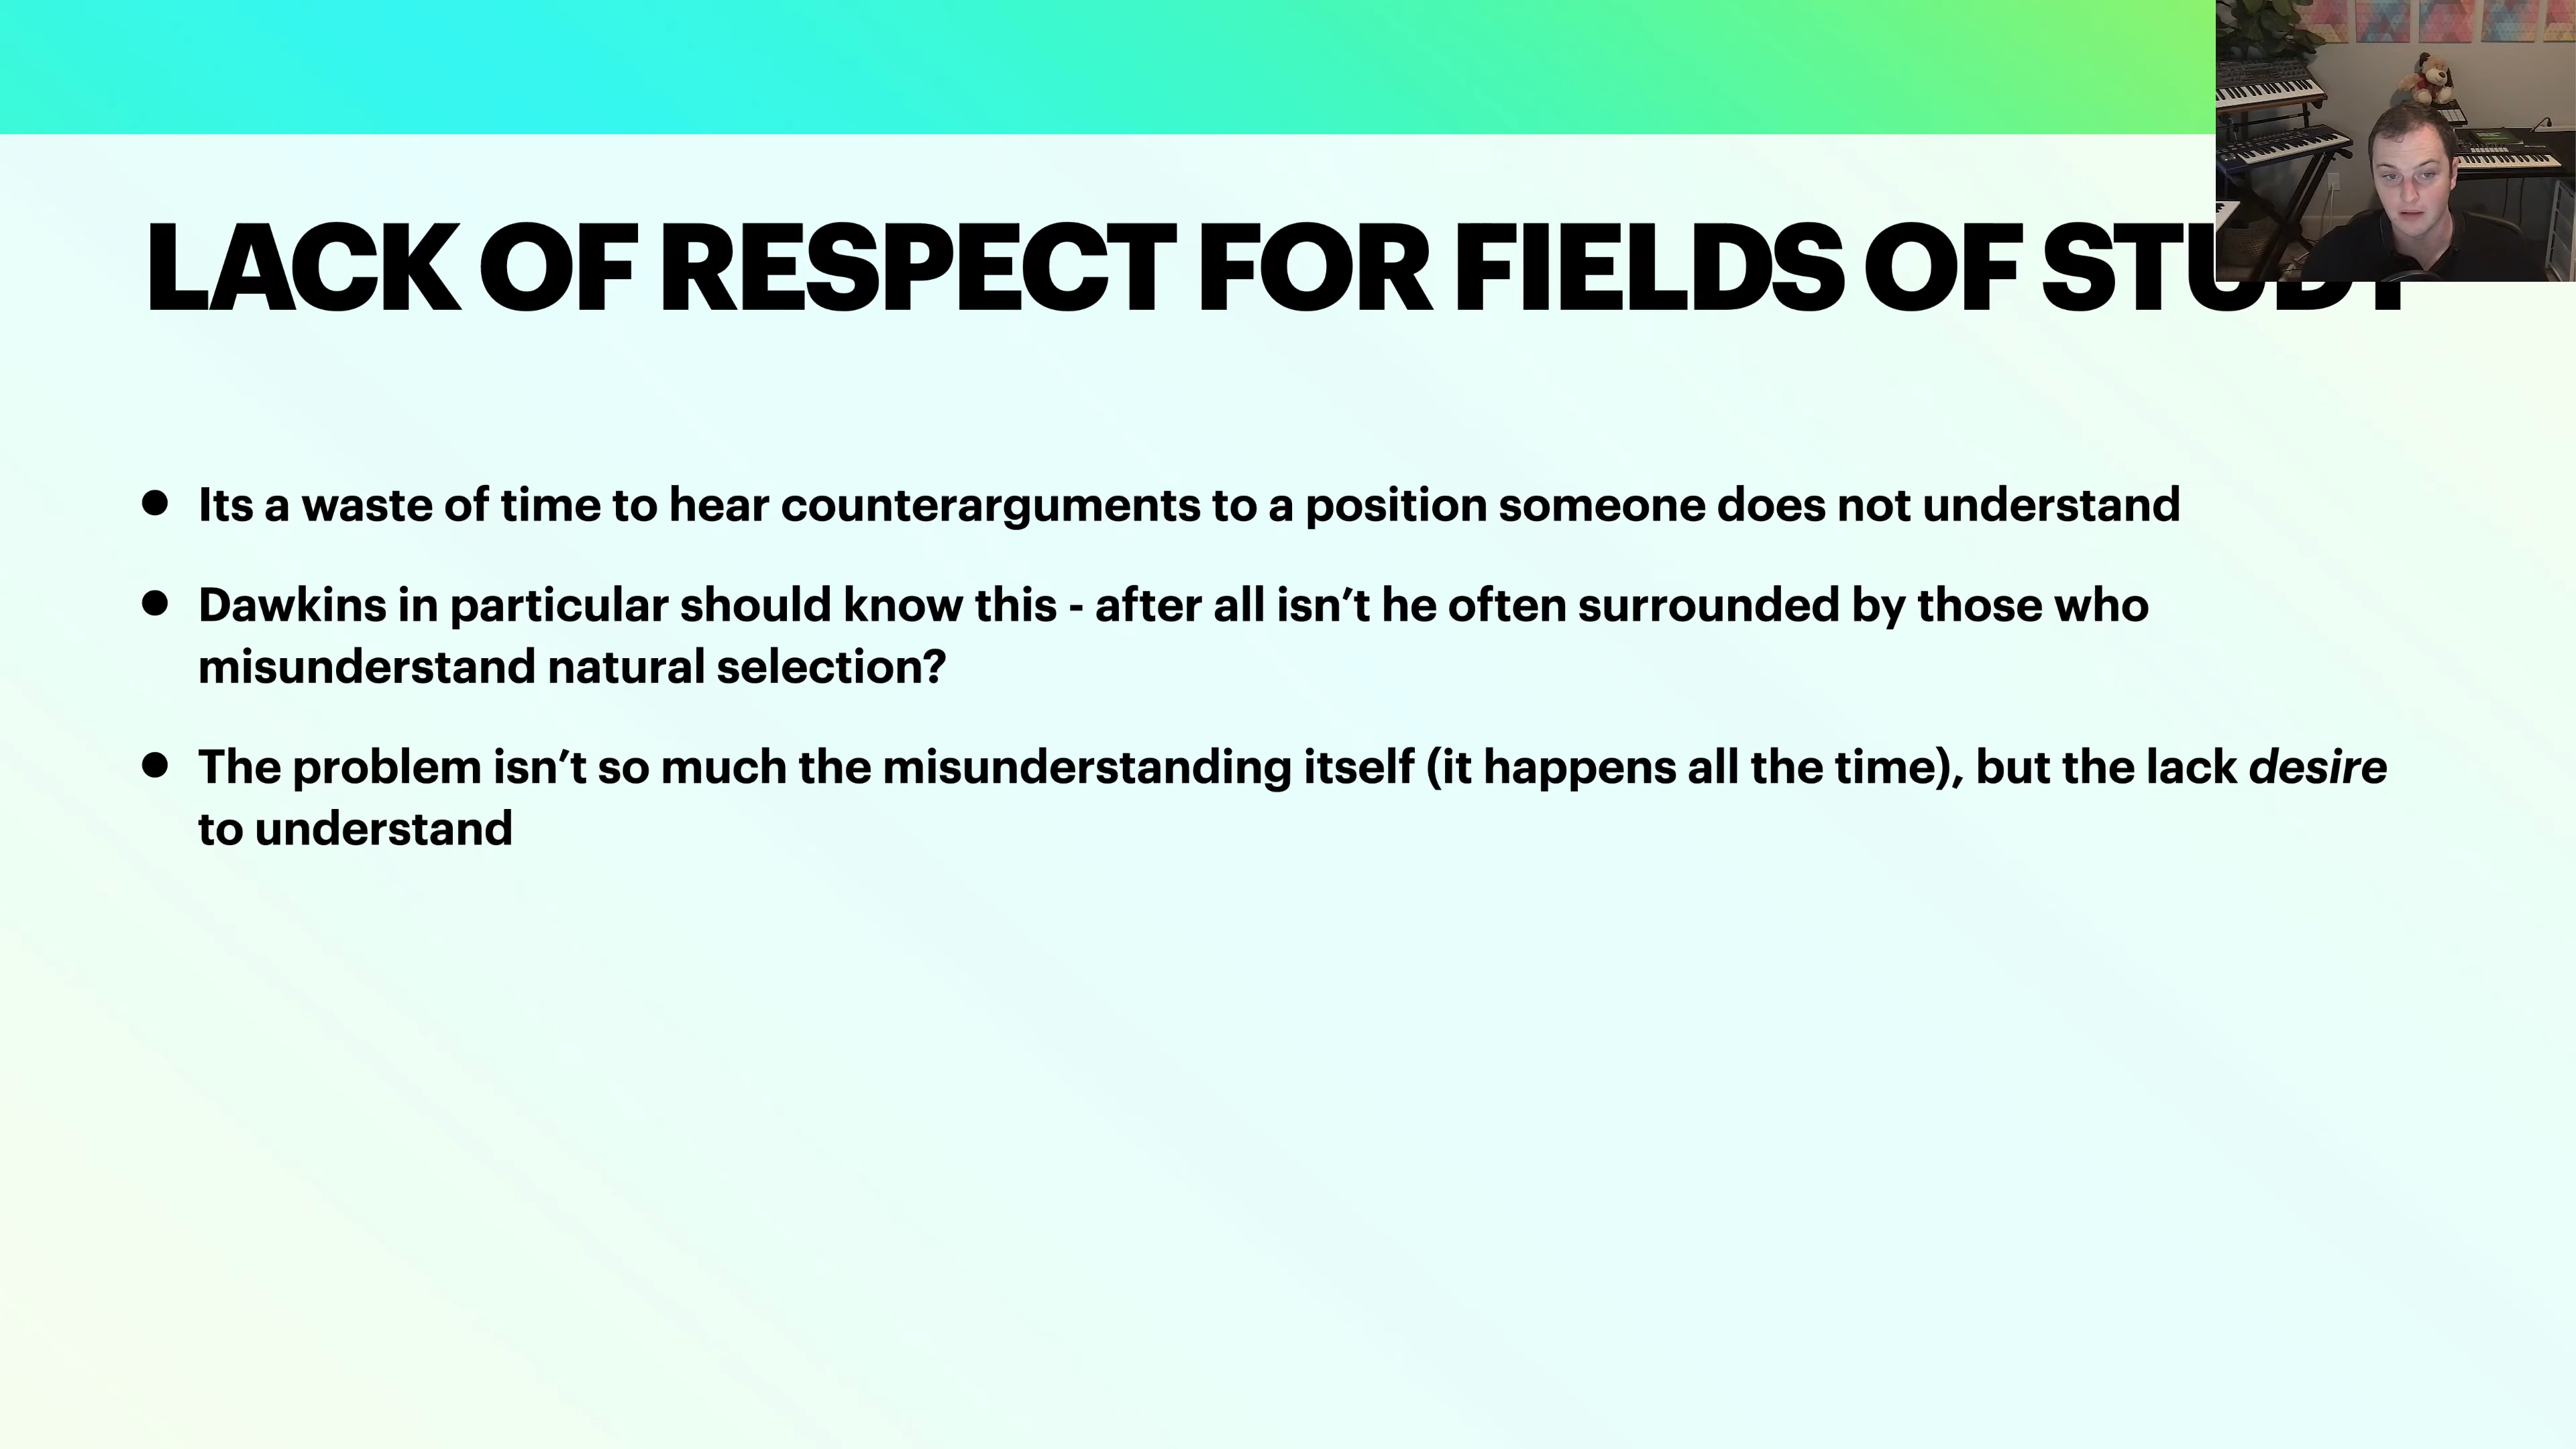 LACK OF RESPECT FOR FIELDS OF STUDY
● Its a waste of time to hear counterarguments to a position someone does not understand
● Dawkins in particular should know this - after all isn’t he often surrounded by those who
misunderstand natural selection?
● The problem isn’t so much the misunderstanding itself (it happens all the time), but the lack desire
to understand